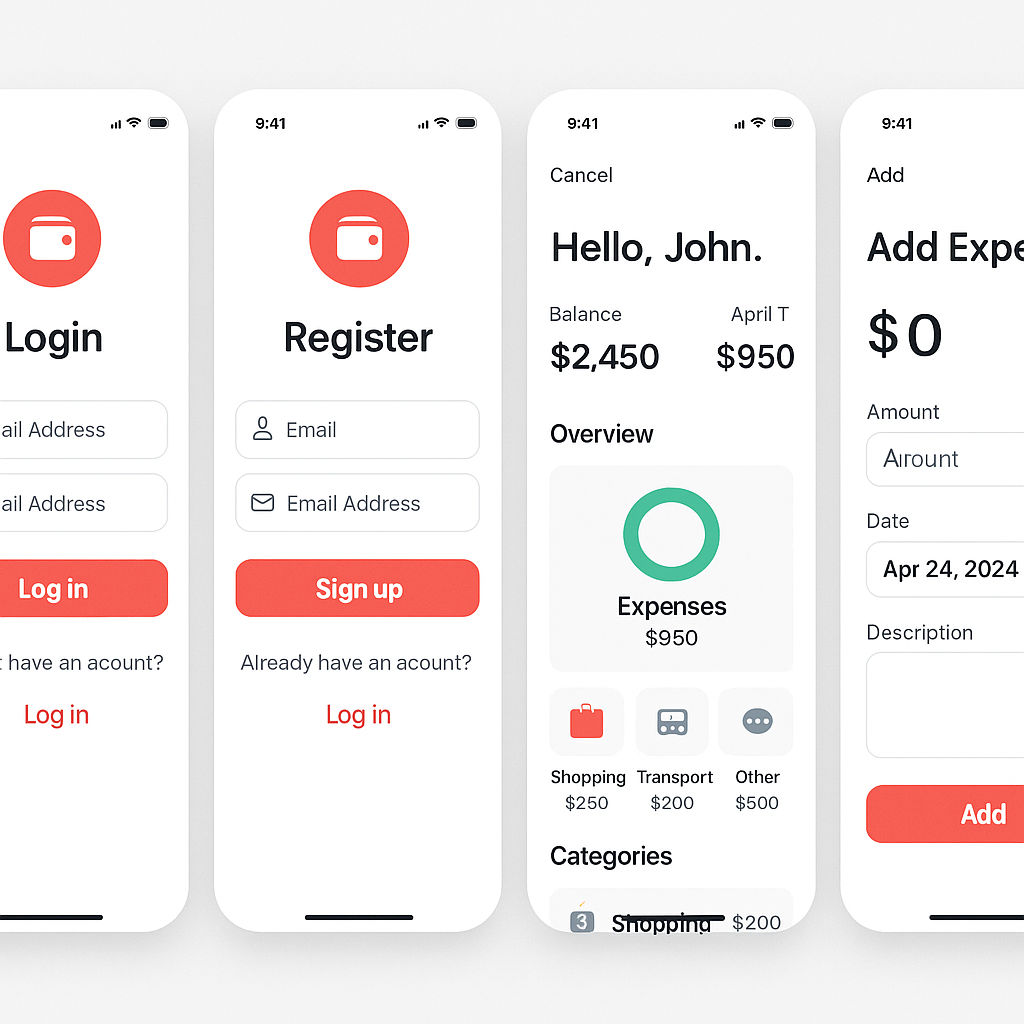 Login
ail Address
ail Address
Log in
t have an acount?
Log in
9:41
Register
Email
Email Address
Sign up
Already have an acount?
Log in
9:41
Cancel
Hello, John.
Balance April T
$2,450 $950
Overview
Expenses
$950
Shopping Transport Other
$250 $200 $500
Categories
3 Shopping $200
9:41
Add
Add Expe
$0
Amount
Aırount
Date
Apr 24, 2024
Description
Add